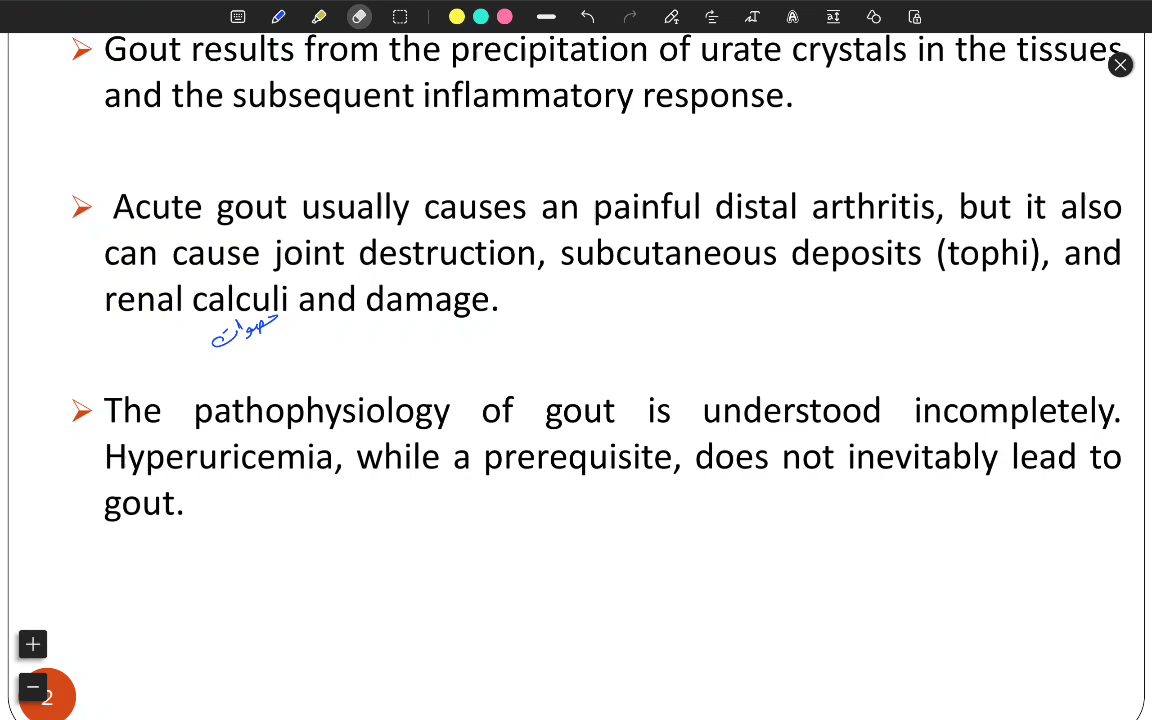 ➢ Gout results from the precipitation of urate crystals in the tissues
and the subsequent inflammatory response.
➢ Acute gout usually causes an painful distal arthritis, but it also
can cause joint destruction, subcutaneous deposits (tophi), and
renal calculi and damage.
حصوات
➢ The pathophysiology of gout is understood incompletely.
Hyperuricemia, while a prerequisite, does not inevitably lead to
gout.
2